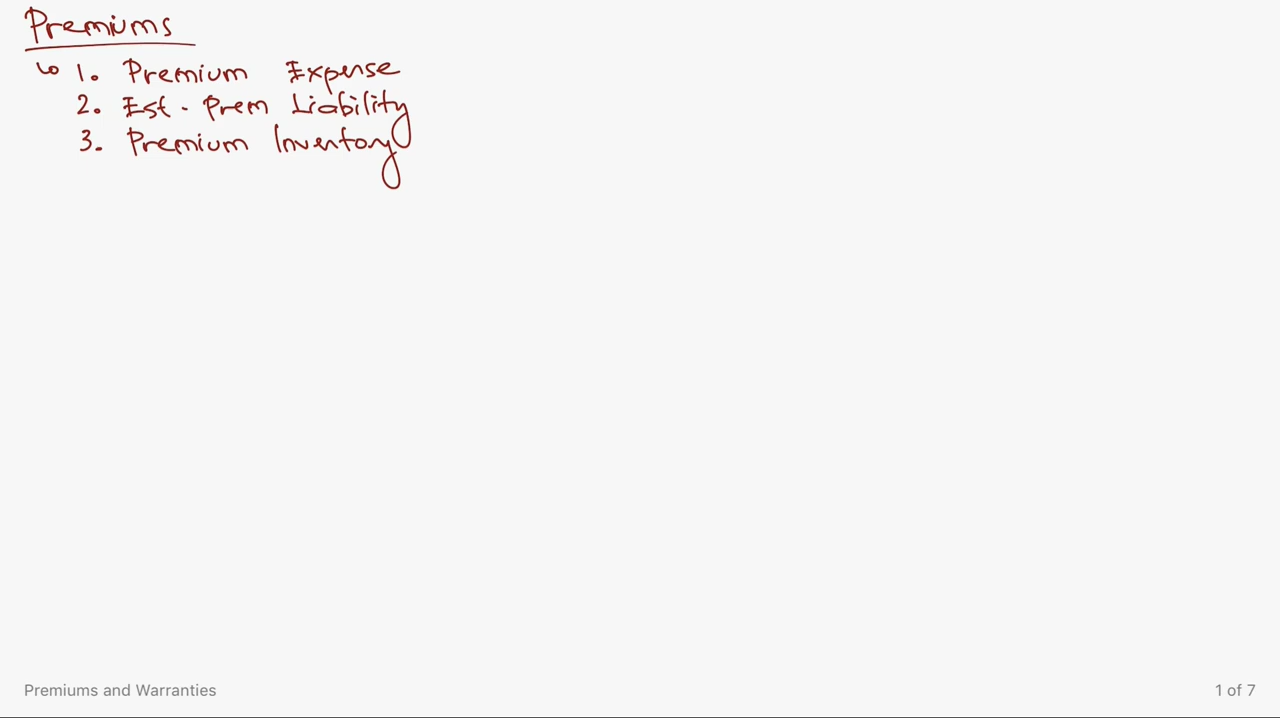 Premiums
↳ 1. Premium Expense
2. Est. Prem Liability
3. Premium Inventory
Premiums and Warranties
1 of 7